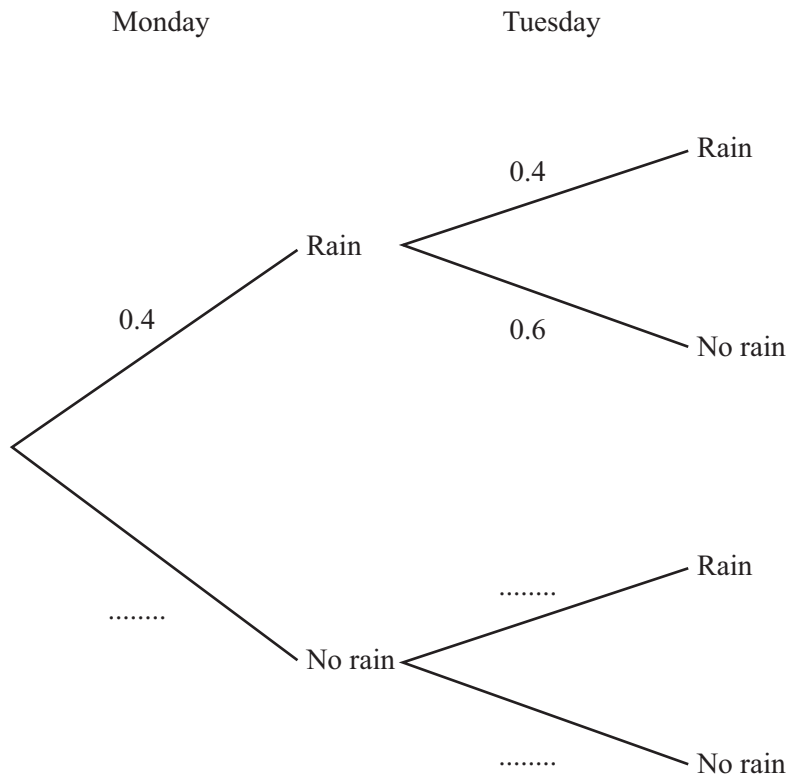 Monday Tuesday
Rain
0.4
Rain
0.4
0.6
No rain
Rain
........
........
No rain
........
No rain